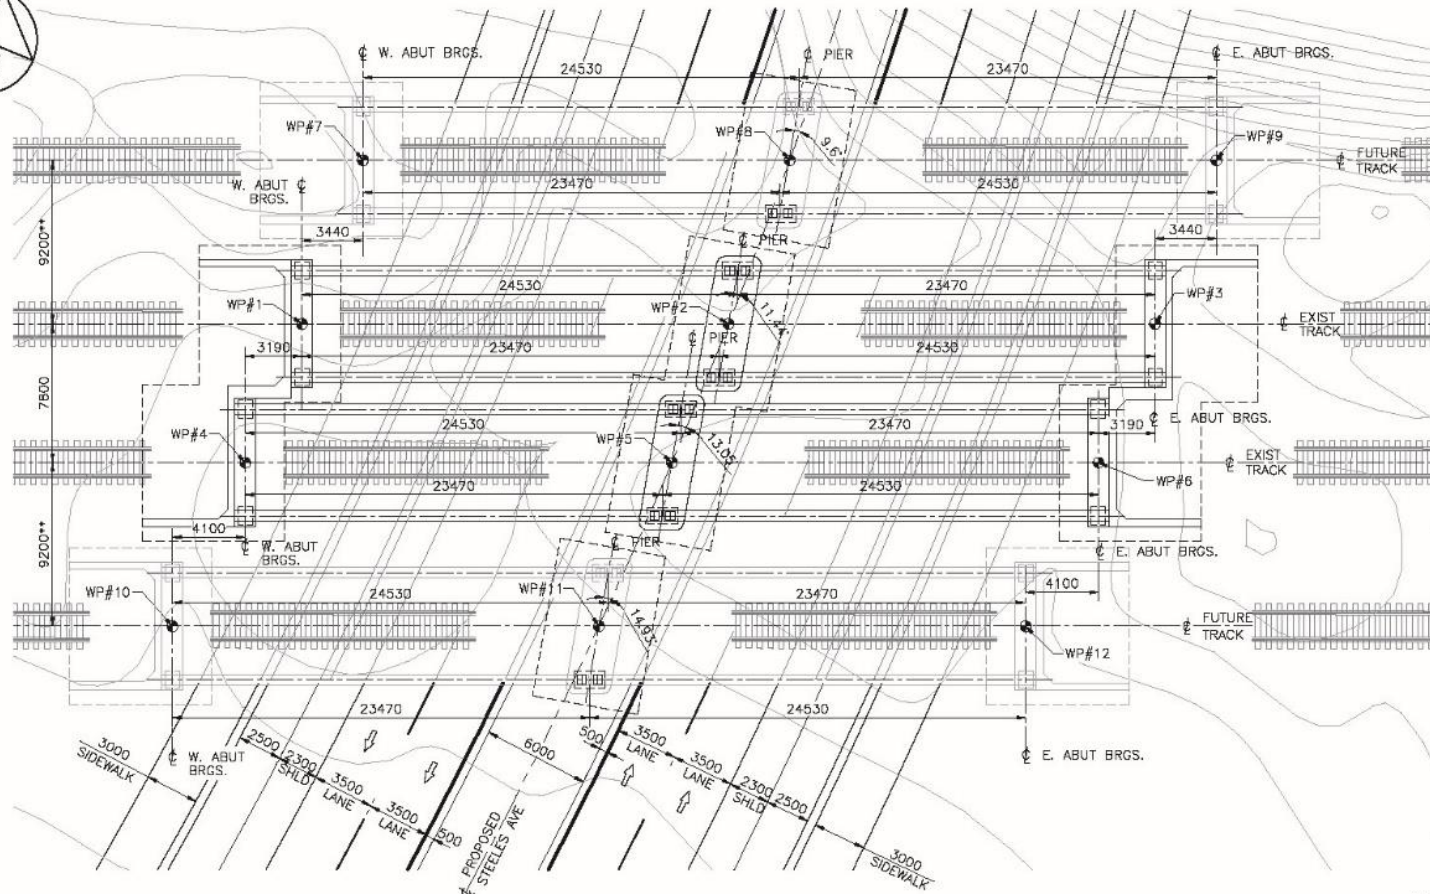 ℄ W. ABUT BRGS.
℄ PIER
℄ E. ABUT BRGS.
24530
23470
WP#7
WP#8
9.6°
WP#9
℄ FUTURE
TRACK
W. ABUT ℄
BRGS.
23470
24530
9200**
3440
℄ PIER
3440
24530
23470
WP#1
WP#2
11.44°
WP#3
℄ EXIST
TRACK
3190
23470
℄ PIER
24530
7600
24530
23470
3190
℄ E. ABUT BRGS.
WP#4
WP#5
13.05°
℄ EXIST
TRACK
WP#6
23470
24530
9200**
4100
℄ W. ABUT
BRGS.
℄ PIER
℄ E. ABUT BRGS.
4100
WP#10
24530
WP#11
23470
14.93°
℄ FUTURE
TRACK
WP#12
23470
24530
℄ W. ABUT
BRGS.
℄ E. ABUT BRGS.
3000
SIDEWALK
2500
2300
SHLD
3500
LANE
3500
LANE
500
6000
500
3500
LANE
3500
LANE
2300
SHLD
2500
3000
SIDEWALK
PROPOSED
STEELES AVE